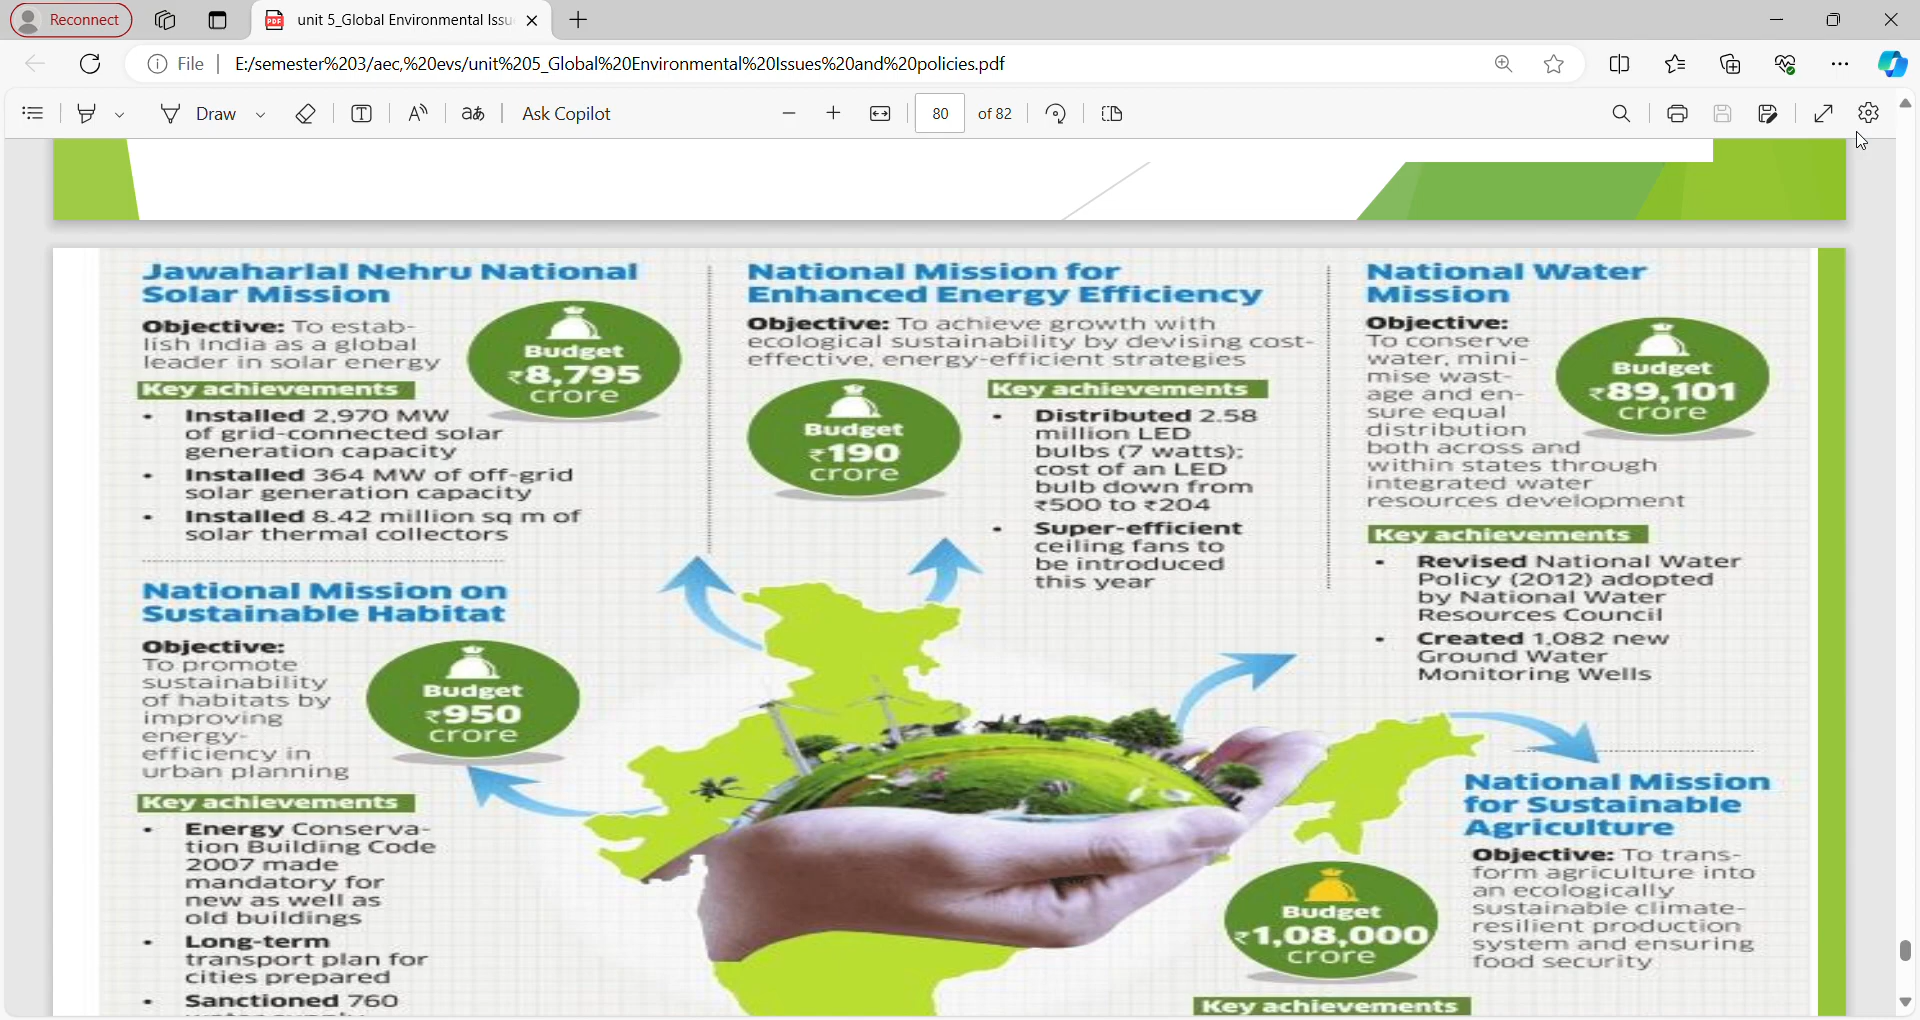 Reconnect
unit 5_Global Environmental Issu
File
E:/semester%203/aec,%20evs/unit%205_Global%20Environmental%20Issues%20and%20policies.pdf
Draw
Ask Copilot
80
of 82
Jawaharlal Nehru National
Solar Mission
Objective: To estab-
lish India as a global
leader in solar energy
Budget
₹8,795
crore
Key achievements
• Installed 2,970 MW
of grid-connected solar
generation capacity
• Installed 364 MW of off-grid
solar generation capacity
• Installed 8.42 million sq m of
solar thermal collectors
National Mission for
Enhanced Energy Efficiency
Objective: To achieve growth with
ecological sustainability by devising cost-
effective, energy-efficient strategies
Budget
₹190
crore
Key achievements
• Distributed 2.58
million LED
bulbs (7 watts);
cost of an LED
bulb down from
₹500 to ₹204
• Super-efficient
ceiling fans to
be introduced
this year
National Water
Mission
Objective:
To conserve
water, mini-
mise wast-
age and en-
sure equal
distribution
both across and
within states through
integrated water
resources development
Budget
₹89,101
crore
Key achievements
• Revised National Water
Policy (2012) adopted
by National Water
Resources Council
• Created 1,082 new
Ground Water
Monitoring Wells
National Mission on
Sustainable Habitat
Objective:
To promote
sustainability
of habitats by
improving
energy-
efficiency in
urban planning
Budget
₹950
crore
Key achievements
• Energy Conserva-
tion Building Code
2007 made
mandatory for
new as well as
old buildings
• Long-term
transport plan for
cities prepared
• Sanctioned 760
National Mission
for Sustainable
Agriculture
Objective: To trans-
form agriculture into
an ecologically
sustainable climate-
resilient production
system and ensuring
food security
Budget
₹1,08,000
crore
Key achievements